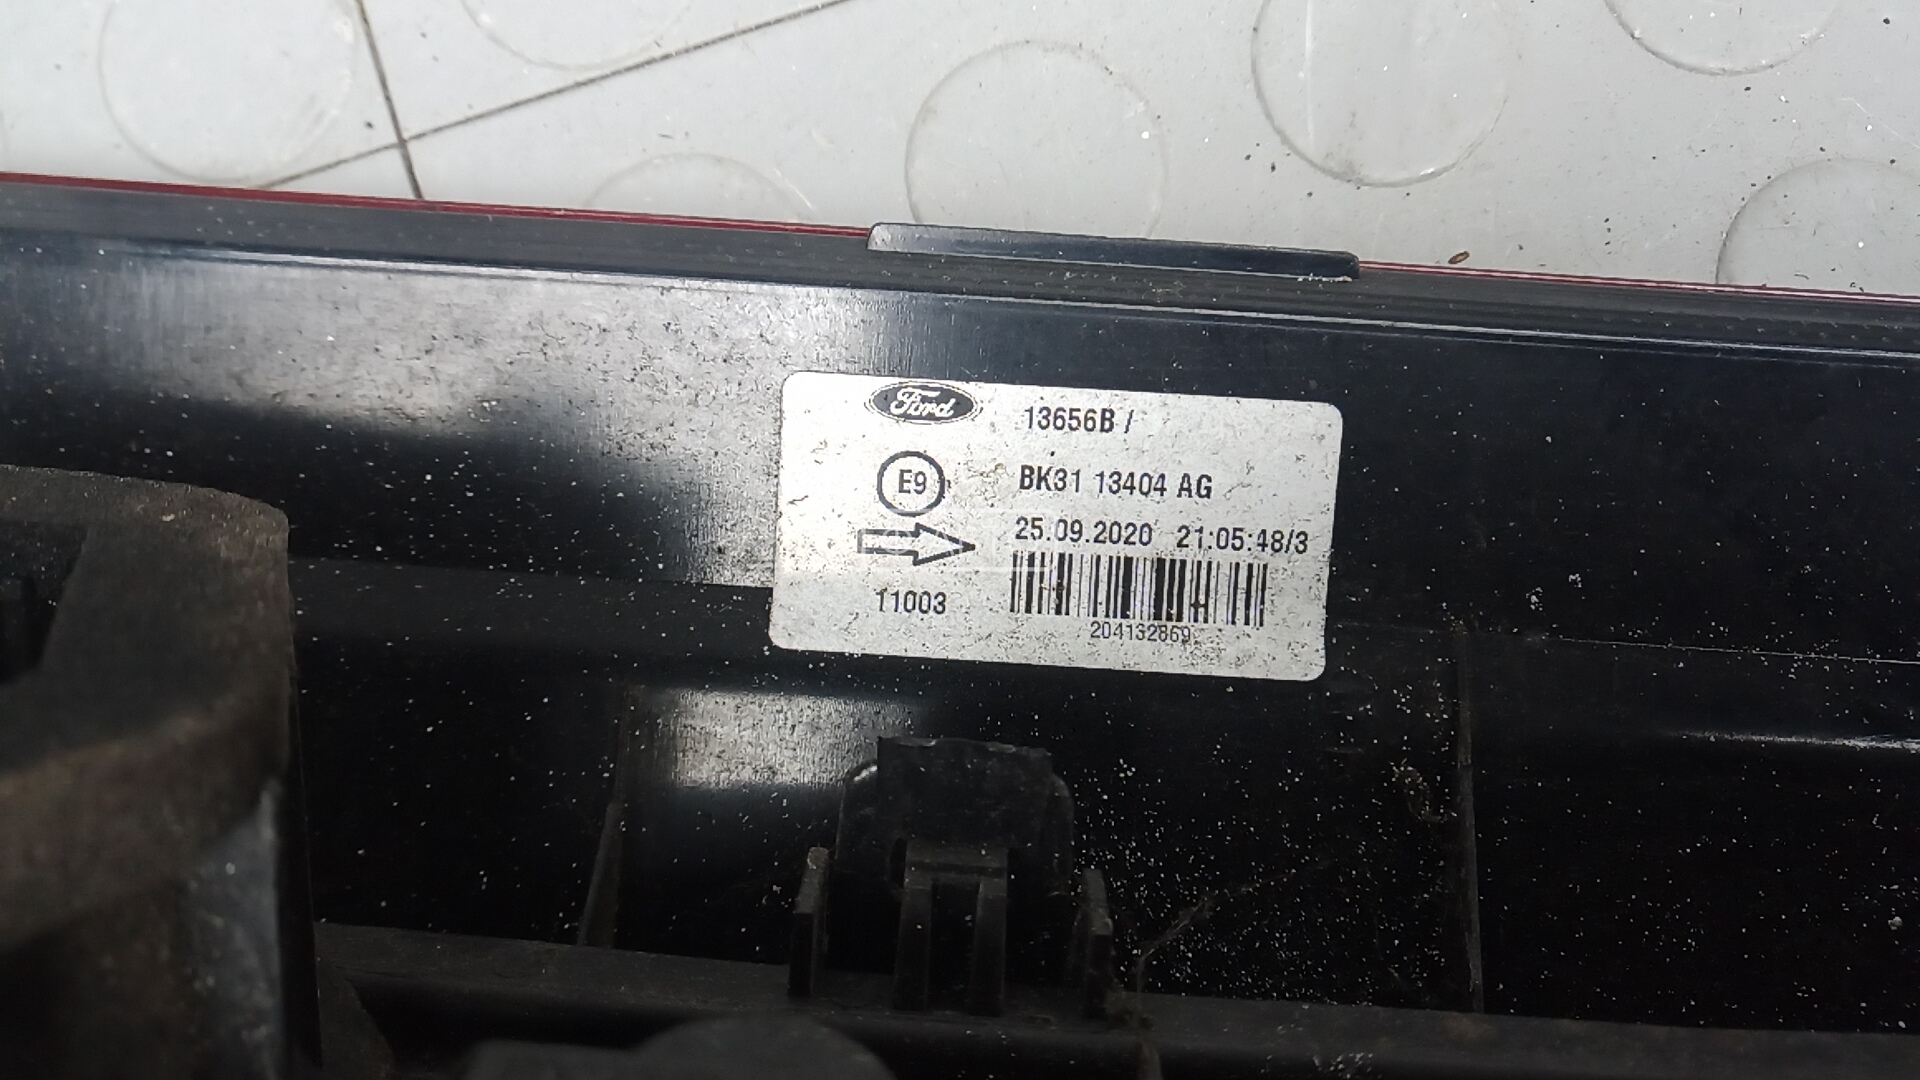 Ford
13656B /
E9
BK31 13404 AG
25.09.2020 21:05:48/3
11003
204132869